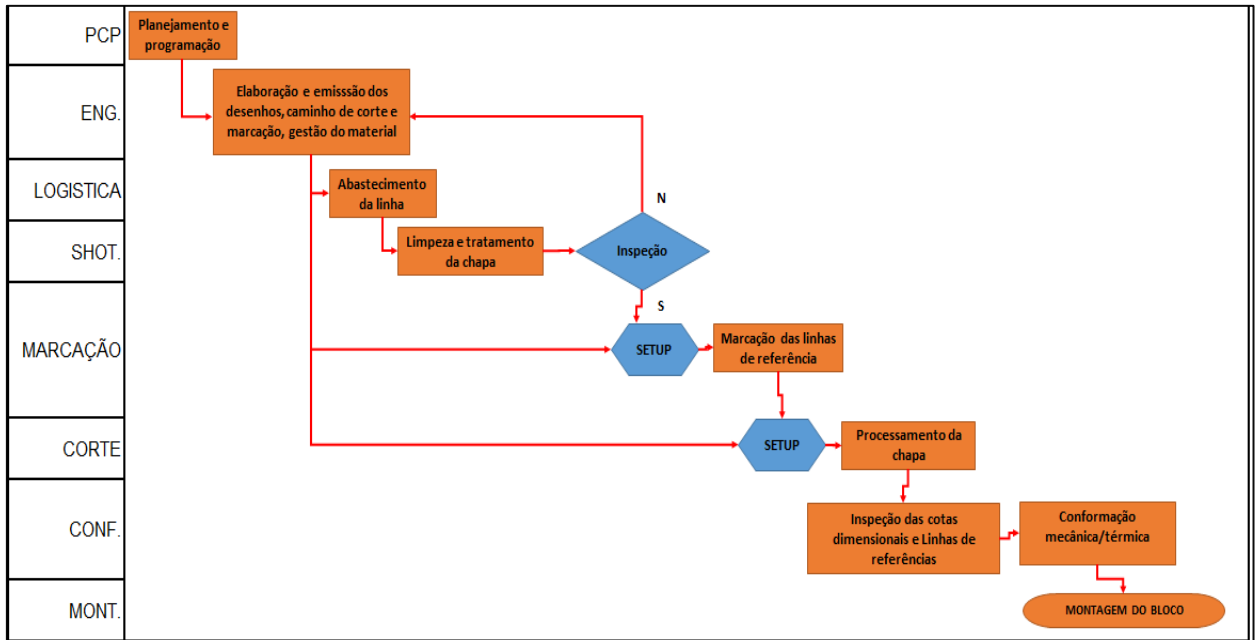 PCP
Planejamento e
programação
ENG.
Elaboração e emisssão dos
desenhos, caminho de corte e
marcação, gestão do material
LOGISTICA
Abastecimento
da linha
N
SHOT.
Limpeza e tratamento
da chapa
Inspeção
S
MARCAÇÃO
SETUP
Marcação das linhas
de referência
CORTE
SETUP
Processamento da
chapa
CONF.
Inspeção das cotas
dimensionais e Linhas de
referências
Conformação
mecânica/térmica
MONT.
MONTAGEM DO BLOCO